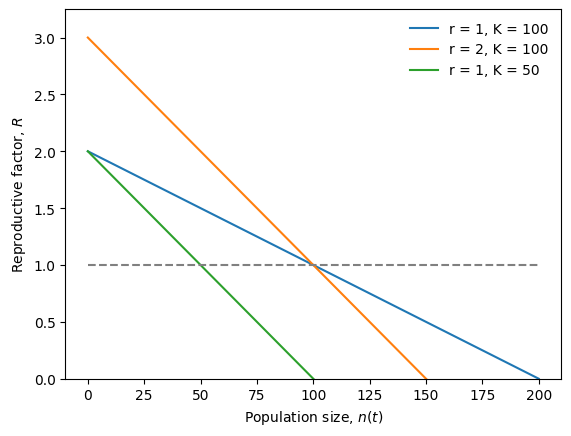 r = 1, K = 100
r = 2, K = 100
r = 1, K = 50
3.0
2.5
2.0
1.5
1.0
0.5
0.0
Reproductive factor, R
0 25 50 75 100 125 150 175 200
Population size, n(t)